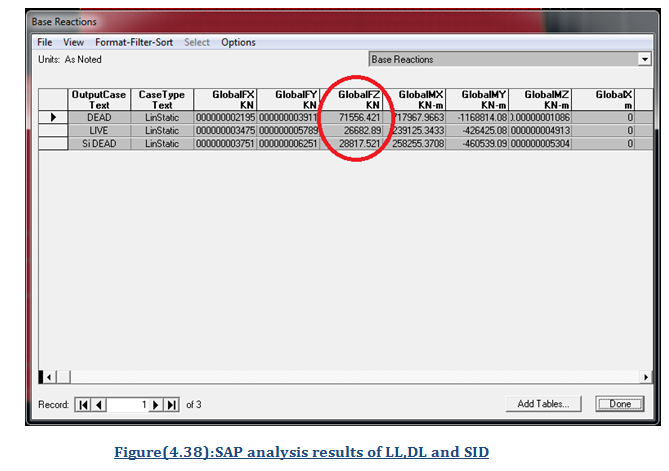 Base Reactions
File View Format-Filter-Sort Select Options
Units: As Noted Base Reactions
OutputCase CaseType GlobalFX GlobalFY GlobalFZ GlobalMX GlobalMY GlobalMZ GlobalX
Text Text KN KN KN KN-m KN-m KN-m m
DEAD LinStatic 000000002195 000000003911 71556.421 717967.9663 -1168814.08 0.00000001086 0
LIVE LinStatic 000000003475 000000005789 26682.89 239125.3433 -426425.08 000000004913 0
Si DEAD LinStatic 000000003751 000000006251 28817.521 258255.3708 -460539.09 000000005304 0
Record: 1 of 3 Add Tables... Done
Figure(4.38):SAP analysis results of LL,DL and SID